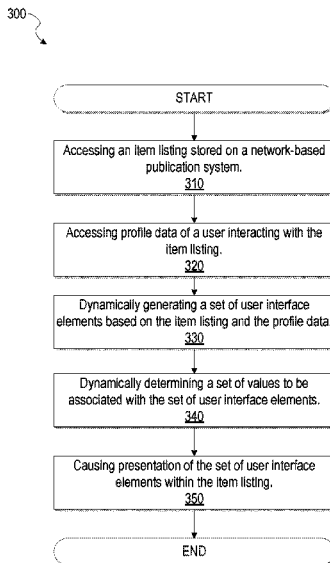 300
START
Accessing an item listing stored on a network-based
publication system.
310
Accessing profile data of a user interacting with the
item listing.
320
Dynamically generating a set of user interface
elements based on the item listing and the profile data.
330
Dynamically determining a set of values to be
associated with the set of user interface elements.
340
Causing presentation of the set of user interface
elements within the item listing.
350
END